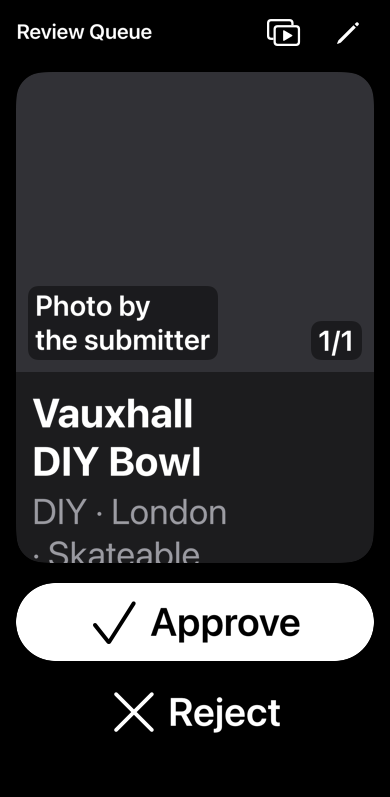 Review Queue
Photo by
the submitter
1/1
Vauxhall
DIY Bowl
DIY · London
· Skateable
Approve
Reject